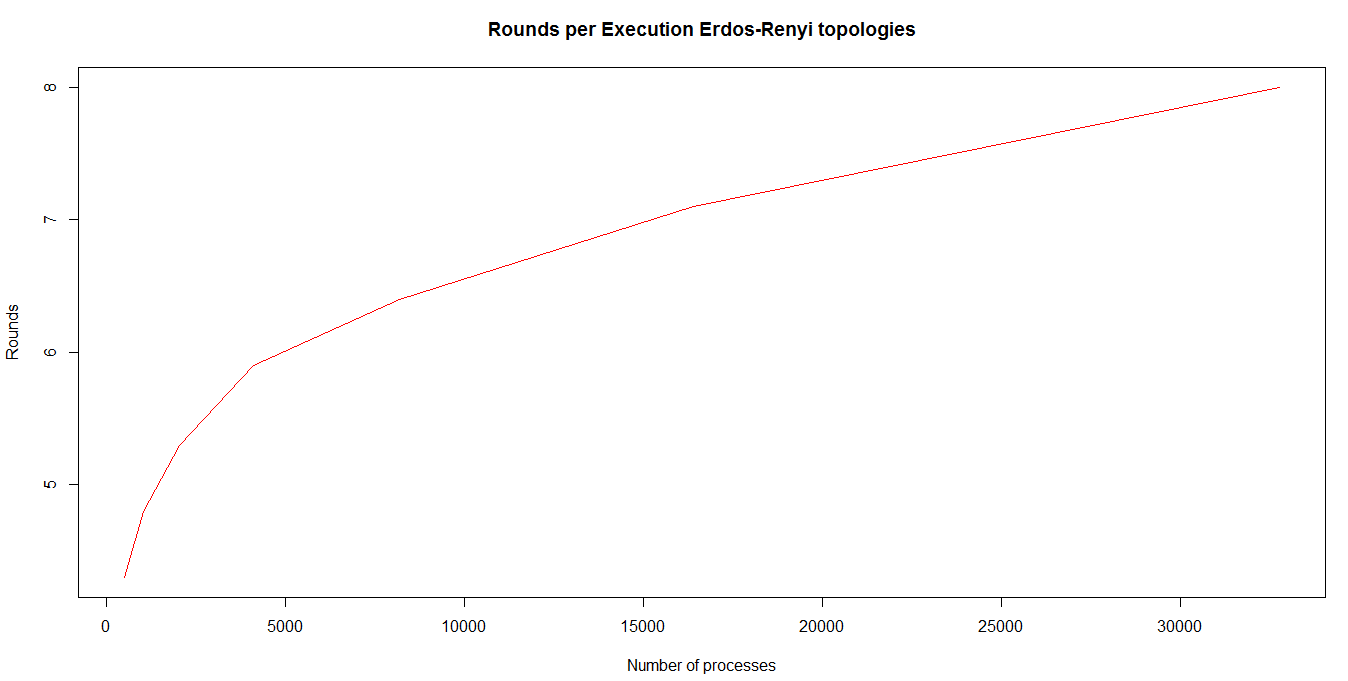 Rounds per Execution Erdos-Renyi topologies
8
7
6
5
Rounds
0 5000 10000 15000 20000 25000 30000
Number of processes